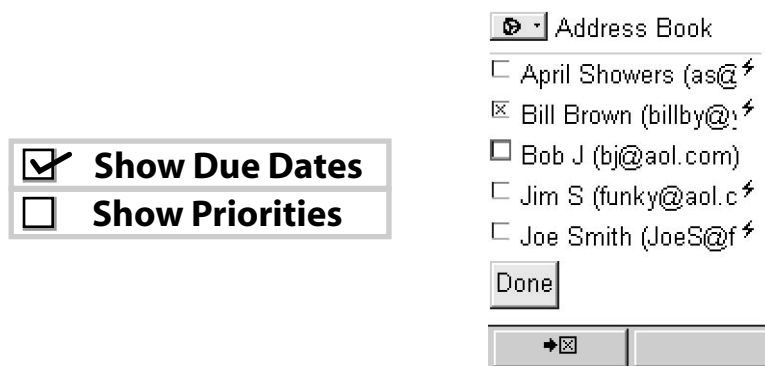 Show Due Dates
Show Priorities
Address Book
April Showers (as@
Bill Brown (billby@y
Bob J (bj@aol.com)
Jim S (funky@aol.c
Joe Smith (JoeS@f
Done